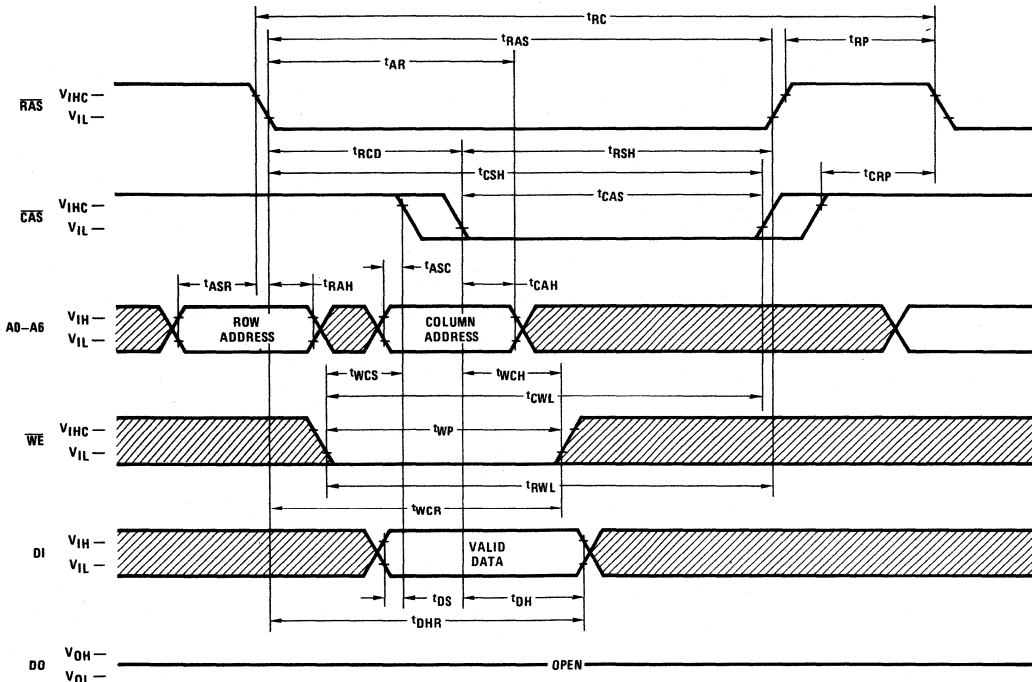 tRC
tRAS
tRP
tAR
RAS
VIHC
VIL
tRCD
tRSH
tCSH
tCRP
tCAS
CAS
VIHC
VIL
tASC
tASR
tRAH
tCAH
A0–A6
VIH
VIL
ROW
ADDRESS
COLUMN
ADDRESS
tWCS
tWCH
tCWL
WE
VIHC
VIL
tWP
tRWL
tWCR
DI
VIH
VIL
VALID
DATA
tDS
tDH
tDHR
DO
VOH
VOL
OPEN